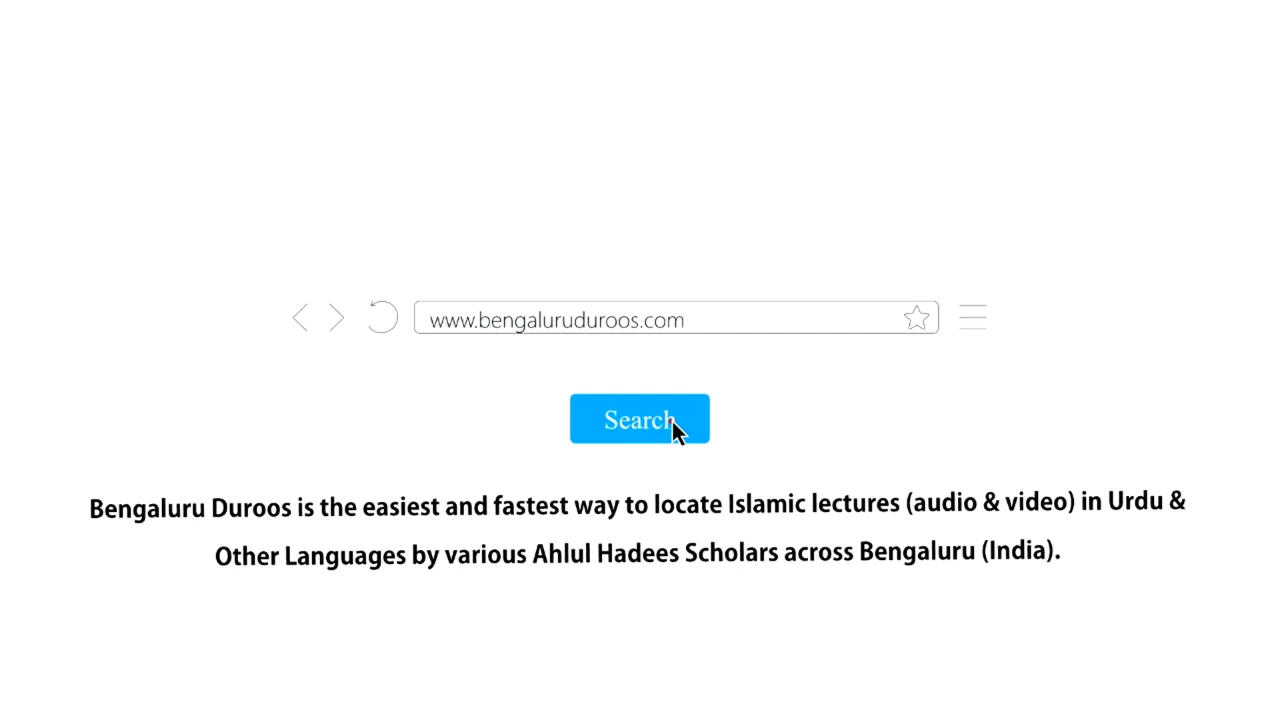 www.bengaluruduroos.com
Search
Bengaluru Duroos is the easiest and fastest way to locate Islamic lectures (audio & video) in Urdu &
Other Languages by various Ahlul Hadees Scholars across Bengaluru (India).